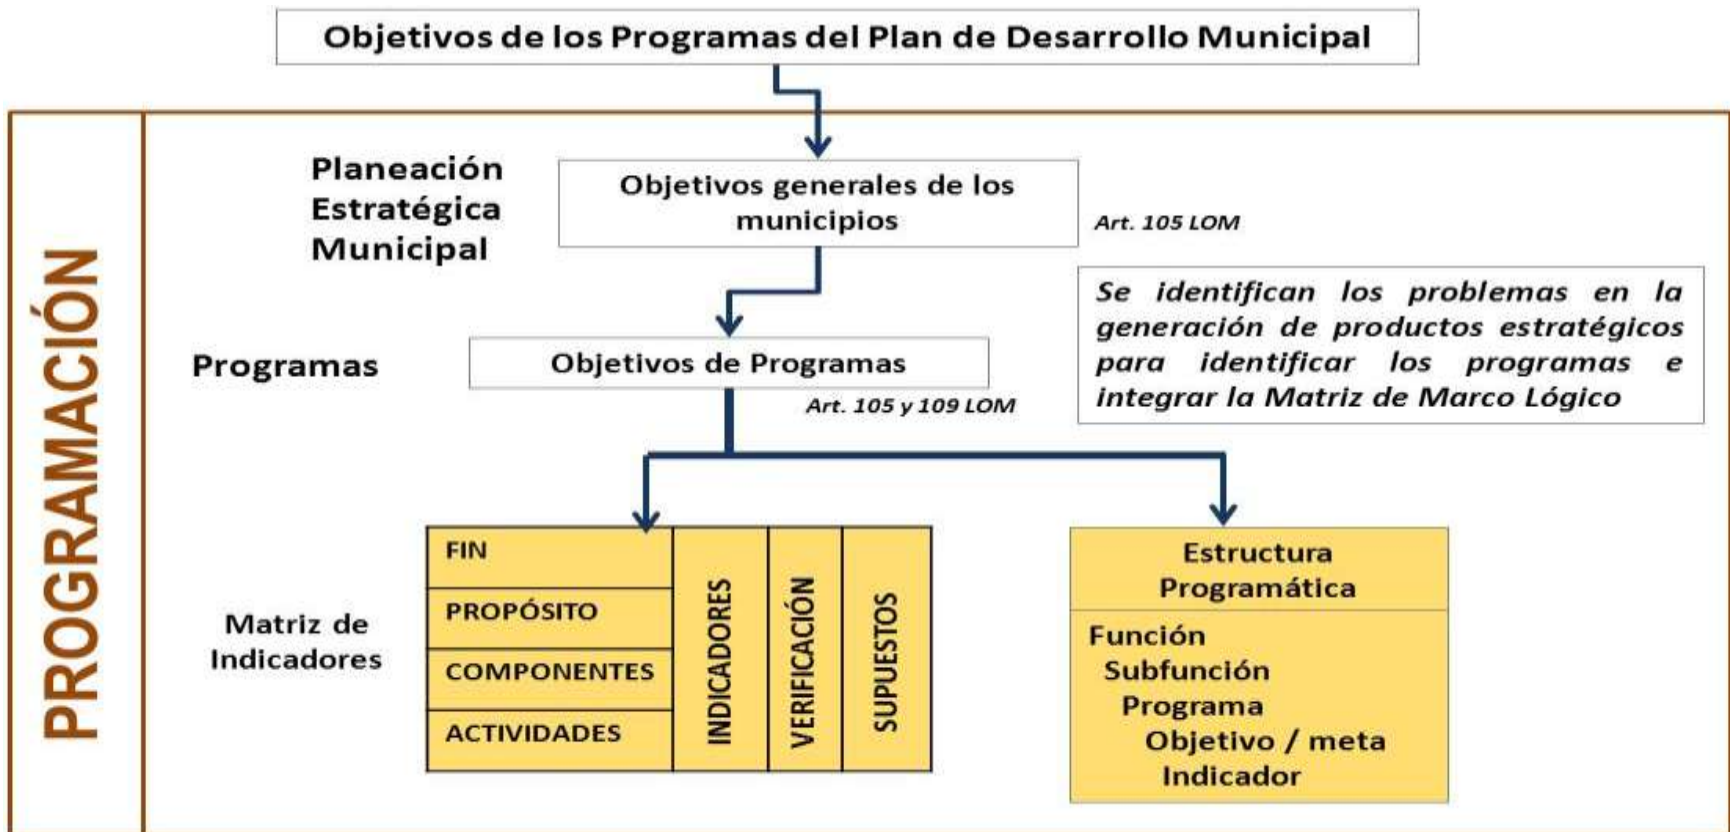 Objetivos de los Programas del Plan de Desarrollo Municipal
PROGRAMACIÓN
Planeación
Estratégica
Municipal
Objetivos generales de los
municipios
Art. 105 LOM
Se identifican los problemas en la
generación de productos estratégicos
para identificar los programas e
integrar la Matriz de Marco Lógico
Programas
Objetivos de Programas
Art. 105 y 109 LOM
Matriz de
Indicadores
FIN
PROPÓSITO
COMPONENTES
ACTIVIDADES
INDICADORES
VERIFICACIÓN
SUPUESTOS
Estructura
Programática
Función
Subfunción
Programa
Objetivo / meta
Indicador